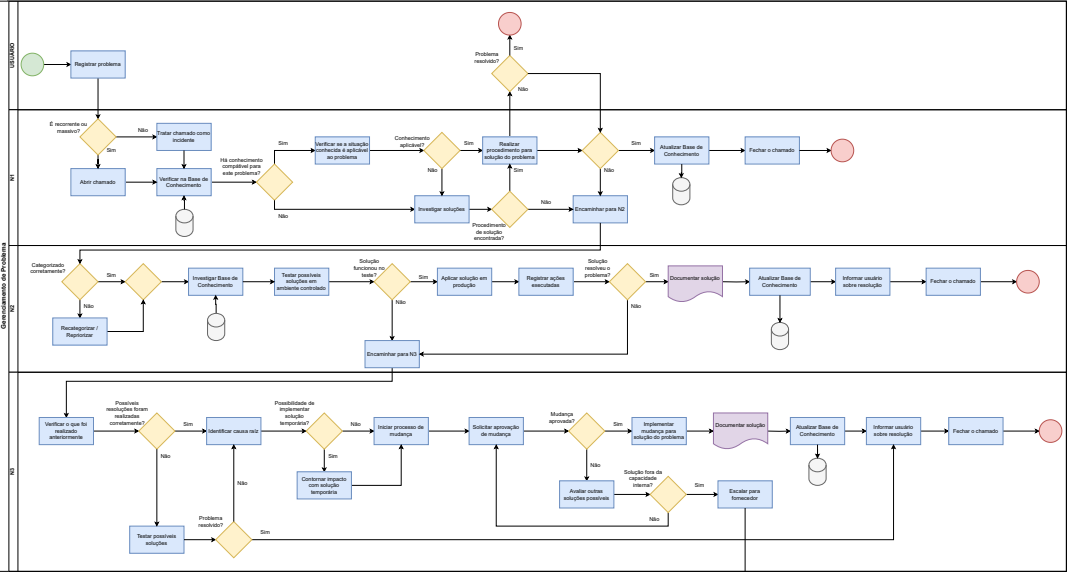 Gerenciamento de Problema
USUÁRIO
Registrar problema
Problema
resolvido?
Sim
Não
N1
É recorrente ou
massivo?
Não
Sim
Tratar chamado como
incidente
Abrir chamado
Verificar na Base de
Conhecimento
Há conhecimento
compátivel para
este problema?
Sim
Não
Verificar se a situação
conhecida é aplicável
ao problema
Conhecimento
aplicável?
Sim
Não
Investigar soluções
Realizar
procedimento para
solução do problema
Sim
Procedimento
de solução
encontrada?
Não
Sim
Não
Encaminhar para N2
Atualizar Base de
Conhecimento
Fechar o chamado
N2
Categorizado
corretamente?
Sim
Não
Recategorizar /
Repriorizar
Investigar Base de
Conhecimento
Testar possíveis
soluções em
ambiente controlado
Solução
funcionou no
teste?
Sim
Não
Aplicar solução em
produção
Registrar ações
executadas
Solução
resolveu o
problema?
Sim
Não
Encaminhar para N3
Documentar solução
Atualizar Base de
Conhecimento
Informar usuário
sobre resolução
Fechar o chamado
N3
Verificar o que foi
realizado
anteriormente
Possíveis
resoluções foram
realizadas
corretamente?
Sim
Não
Testar possíveis
soluções
Problema
resolvido?
Não
Sim
Identificar causa raíz
Possibilidade de
implementar
solução
temporária?
Não
Sim
Contornar impacto
com solução
temporária
Iniciar processo de
mudança
Solicitar aprovação
de mudança
Mudança
aprovada?
Sim
Não
Avaliar outras
soluções possíveis
Solução fora da
capacidade
interna?
Sim
Não
Escalar para
fornecedor
Implementar
mudança para
solução do problema
Documentar solução
Atualizar Base de
Conhecimento
Informar usuário
sobre resolução
Fechar o chamado